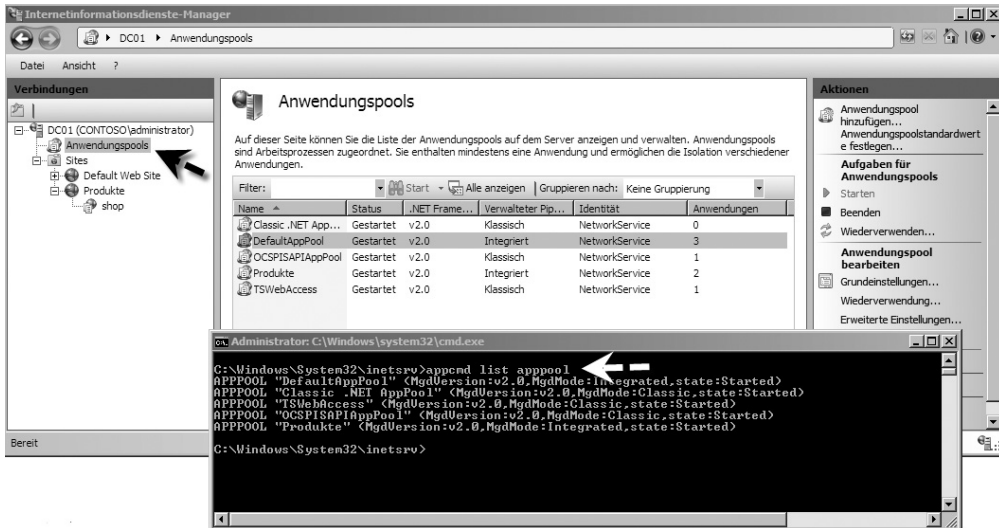 Internetinformationsdienste-Manager
DC01 Anwendungspools
Datei Ansicht ?
Verbindungen
DC01 (CONTOSO\administrator)
Anwendungspools
Sites
Default Web Site
Produkte
shop
Anwendungspools
Auf dieser Seite können Sie die Liste der Anwendungspools auf dem Server anzeigen und verwalten. Anwendungspools
sind Arbeitsprozessen zugeordnet. Sie enthalten mindestens eine Anwendung und ermöglichen die Isolation verschiedener
Anwendungen.
Filter: Start Alle anzeigen Gruppieren nach: Keine Gruppierung
Name Status .NET Frame... Verwalteter Pip... Identität Anwendungen
Classic .NET App... Gestartet v2.0 Klassisch NetworkService 0
DefaultAppPool Gestartet v2.0 Integriert NetworkService 3
OCSPISAPIAppPool Gestartet v2.0 Klassisch NetworkService 1
Produkte Gestartet v2.0 Integriert NetworkService 2
TSWebAccess Gestartet v2.0 Klassisch NetworkService 1
Aktionen
Anwendungspool
hinzufügen...
Anwendungspoolstandardwert
e festlegen...
Aufgaben für
Anwendungspools
Starten
Beenden
Wiederverwenden...
Anwendungspool
bearbeiten
Grundeinstellungen...
Wiederverwendung...
Erweiterte Einstellungen...
Bereit
Administrator: C:\Windows\system32\cmd.exe
C:\Windows\System32\inetsrv>appcmd list apppool
APPPOOL "DefaultAppPool" (MgdVersion:v2.0,MgdMode:Integrated,state:Started)
APPPOOL "Classic .NET AppPool" (MgdVersion:v2.0,MgdMode:Classic,state:Started)
APPPOOL "TSWebAccess" (MgdVersion:v2.0,MgdMode:Classic,state:Started)
APPPOOL "OCSPISAPIAppPool" (MgdVersion:v2.0,MgdMode:Classic,state:Started)
APPPOOL "Produkte" (MgdVersion:v2.0,MgdMode:Integrated,state:Started)
C:\Windows\System32\inetsrv>